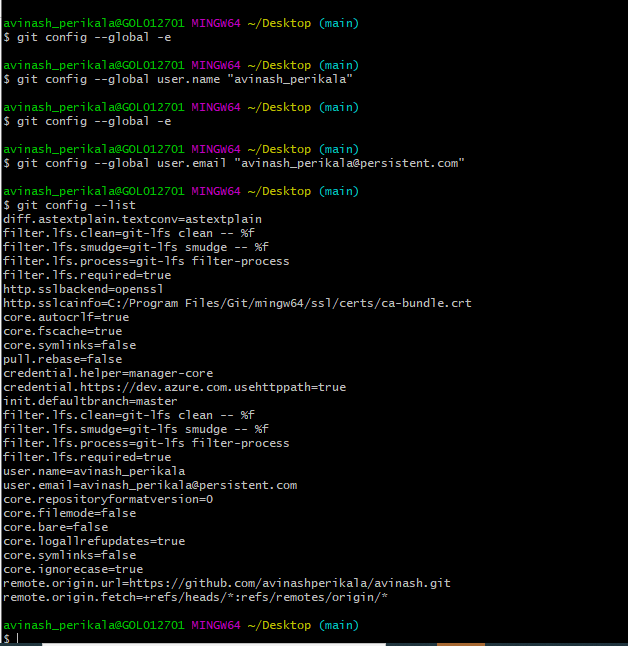 avinash_perikala@GOL012701 MINGW64 ~/Desktop (main)
$ git config --global -e
avinash_perikala@GOL012701 MINGW64 ~/Desktop (main)
$ git config --global user.name "avinash_perikala"
avinash_perikala@GOL012701 MINGW64 ~/Desktop (main)
$ git config --global -e
avinash_perikala@GOL012701 MINGW64 ~/Desktop (main)
$ git config --global user.email "avinash_perikala@persistent.com"
avinash_perikala@GOL012701 MINGW64 ~/Desktop (main)
$ git config --list
diff.astextplain.textconv=astextplain
filter.lfs.clean=git-lfs clean -- %f
filter.lfs.smudge=git-lfs smudge -- %f
filter.lfs.process=git-lfs filter-process
filter.lfs.required=true
http.sslbackend=openssl
http.sslcainfo=C:/Program Files/Git/mingw64/ssl/certs/ca-bundle.crt
core.autocrlf=true
core.fscache=true
core.symlinks=false
pull.rebase=false
credential.helper=manager-core
credential.https://dev.azure.com.usehttppath=true
init.defaultbranch=master
filter.lfs.clean=git-lfs clean -- %f
filter.lfs.smudge=git-lfs smudge -- %f
filter.lfs.process=git-lfs filter-process
filter.lfs.required=true
user.name=avinash_perikala
user.email=avinash_perikala@persistent.com
core.repositoryformatversion=0
core.filemode=false
core.bare=false
core.logallrefupdates=true
core.symlinks=false
core.ignorecase=true
remote.origin.url=https://github.com/avinashperikala/avinash.git
remote.origin.fetch=+refs/heads/*:refs/remotes/origin/*
avinash_perikala@GOL012701 MINGW64 ~/Desktop (main)
$